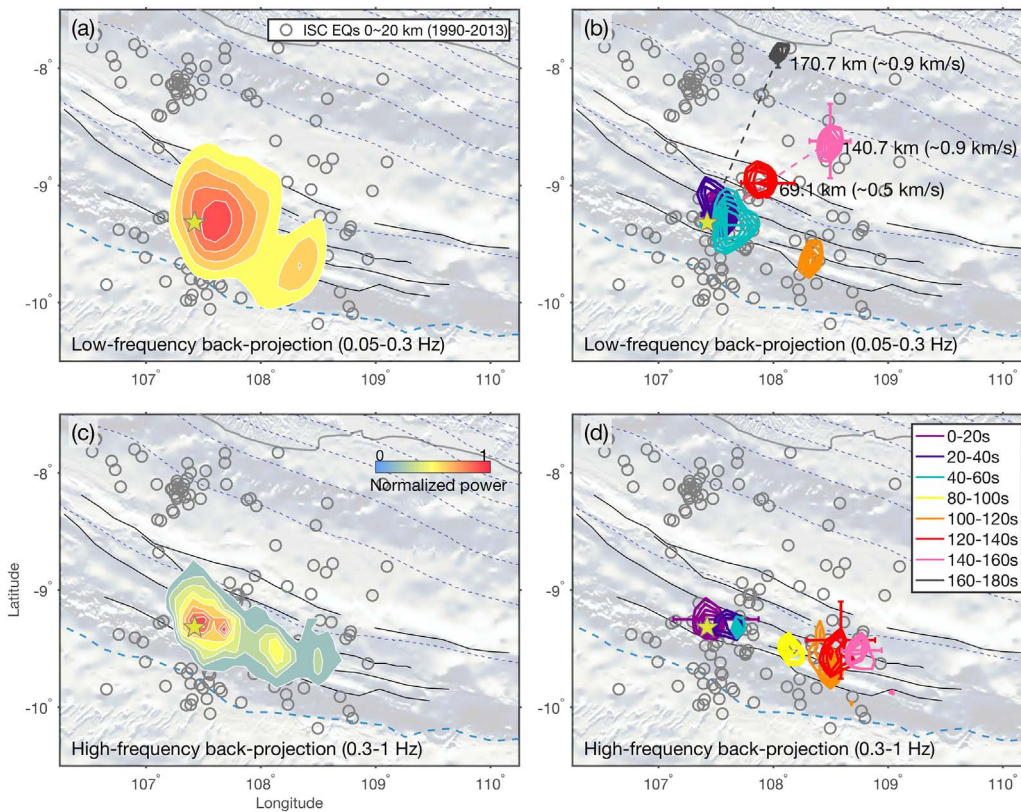 (a)
ISC EQs 0~20 km (1990-2013)
-8°
-9°
-10°
Low-frequency back-projection (0.05-0.3 Hz)
107°
108°
109°
110°
(b)
170.7 km (~0.9 km/s)
140.7 km (~0.9 km/s)
69.1 km (~0.5 km/s)
-8°
-9°
-10°
Low-frequency back-projection (0.05-0.3 Hz)
107°
108°
109°
110°
(c)
0
1
Normalized power
-8°
-9°
-10°
Latitude
High-frequency back-projection (0.3-1 Hz)
107°
108°
109°
110°
Longitude
(d)
0-20s
20-40s
40-60s
80-100s
100-120s
120-140s
140-160s
160-180s
-8°
-9°
-10°
High-frequency back-projection (0.3-1 Hz)
107°
108°
109°
110°